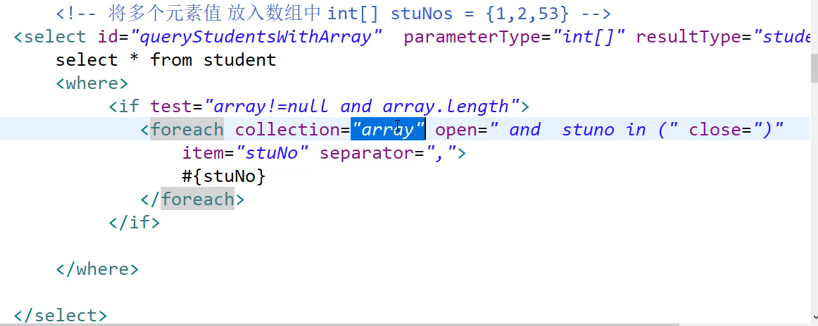 <!-- 将多个元素值 放入数组中 int[] stuNos = {1,2,53} -->
<select id="queryStudentsWithArray" parameterType="int[]" resultType="stude
select * from student
<where>
<if test="array!=null and array.length">
<foreach collection="array" open=" and stuno in (" close=")"
item="stuNo" separator=",">
#{stuNo}
</foreach>
</if>
</where>
</select>